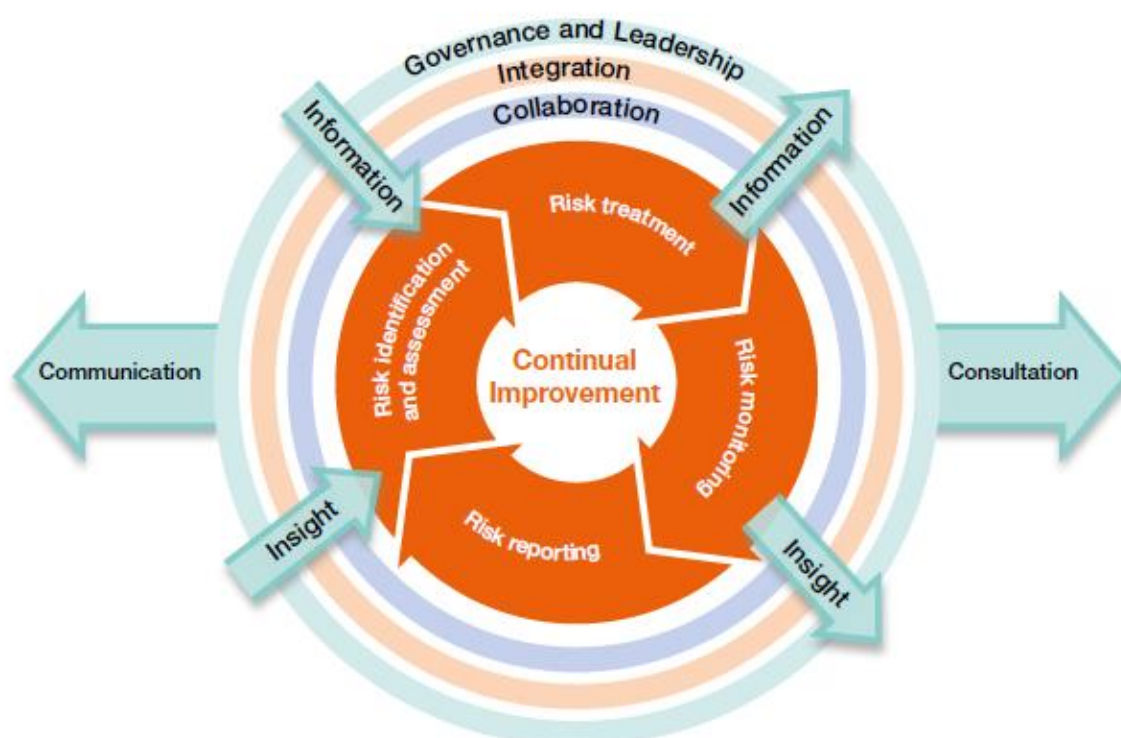 Governance and Leadership
Integration
Collaboration
Information
Information
Risk treatment
Risk identification
and assessment
Continual
Improvement
Risk monitoring
Communication
Consultation
Risk reporting
Insight
Insight